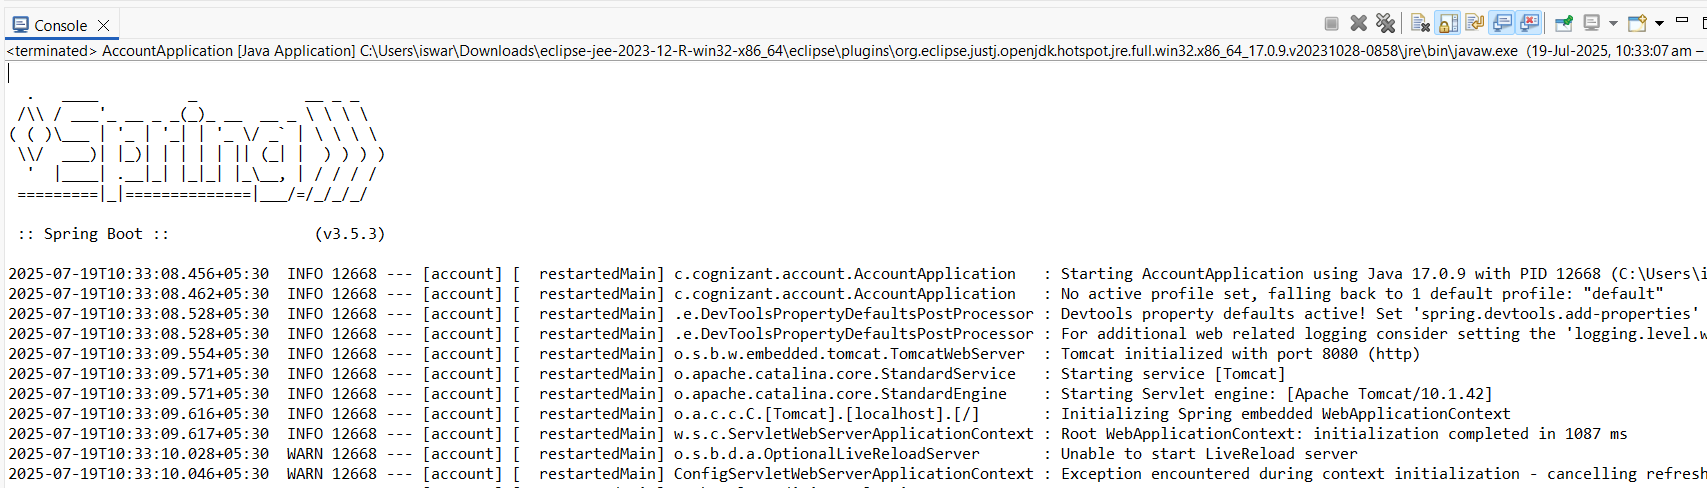 Console
<terminated> AccountApplication [Java Application] C:\Users\iswar\Downloads\eclipse-jee-2023-12-R-win32-x86_64\eclipse\plugins\org.eclipse.justj.openjdk.hotspot.jre.full.win32.x86_64_17.0.9.v20231028-0858\jre\bin\javaw.exe (19-Jul-2025, 10:33:07 am –
  .   ____          _            __ _ _
 /\\ / ___'_ __ _ _(_)_ __  __ _ \ \ \ \
( ( )\___ | '_ | '_| | '_ \/ _` | \ \ \ \
 \\/  ___)| |_)| | | | | || (_| |  ) ) ) )
  '  |____| .__|_| |_|_| |_\__, | / / / /
 =========|_|==============|___/=/_/_/_/
 :: Spring Boot ::                (v3.5.3)
2025-07-19T10:33:08.456+05:30  INFO 12668 --- [account] [  restartedMain] c.cognizant.account.AccountApplication   : Starting AccountApplication using Java 17.0.9 with PID 12668 (C:\Users\i
2025-07-19T10:33:08.462+05:30  INFO 12668 --- [account] [  restartedMain] c.cognizant.account.AccountApplication   : No active profile set, falling back to 1 default profile: "default"
2025-07-19T10:33:08.528+05:30  INFO 12668 --- [account] [  restartedMain] .e.DevToolsPropertyDefaultsPostProcessor : Devtools property defaults active! Set 'spring.devtools.add-properties'
2025-07-19T10:33:08.528+05:30  INFO 12668 --- [account] [  restartedMain] .e.DevToolsPropertyDefaultsPostProcessor : For additional web related logging consider setting the 'logging.level.w
2025-07-19T10:33:09.554+05:30  INFO 12668 --- [account] [  restartedMain] o.s.b.w.embedded.tomcat.TomcatWebServer  : Tomcat initialized with port 8080 (http)
2025-07-19T10:33:09.571+05:30  INFO 12668 --- [account] [  restartedMain] o.apache.catalina.core.StandardService   : Starting service [Tomcat]
2025-07-19T10:33:09.571+05:30  INFO 12668 --- [account] [  restartedMain] o.apache.catalina.core.StandardEngine    : Starting Servlet engine: [Apache Tomcat/10.1.42]
2025-07-19T10:33:09.616+05:30  INFO 12668 --- [account] [  restartedMain] o.a.c.c.C.[Tomcat].[localhost].[/]       : Initializing Spring embedded WebApplicationContext
2025-07-19T10:33:09.617+05:30  INFO 12668 --- [account] [  restartedMain] w.s.c.ServletWebServerApplicationContext : Root WebApplicationContext: initialization completed in 1087 ms
2025-07-19T10:33:10.028+05:30  WARN 12668 --- [account] [  restartedMain] o.s.b.d.a.OptionalLiveReloadServer       : Unable to start LiveReload server
2025-07-19T10:33:10.046+05:30  WARN 12668 --- [account] [  restartedMain] ConfigServletWebServerApplicationContext : Exception encountered during context initialization - cancelling refresh